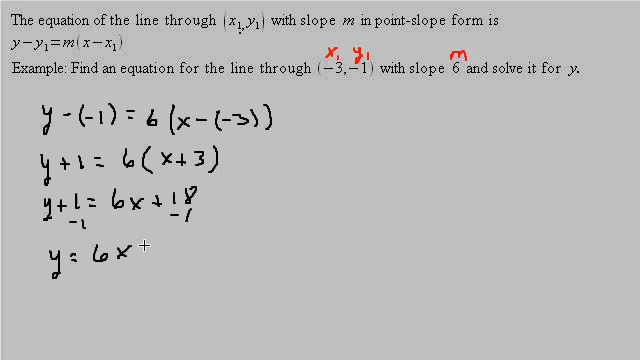 The equation of the line through (x₁, y₁) with slope m in point-slope form is
y−y₁=m(x−x₁)
x₁ y₁ m
Example: Find an equation for the line through (−3,−1) with slope 6 and solve it for y.
y -(-1) = 6(x-(-3))
y+1 = 6(x+3)
y+1 = 6x+18
-1 -1
y = 6x